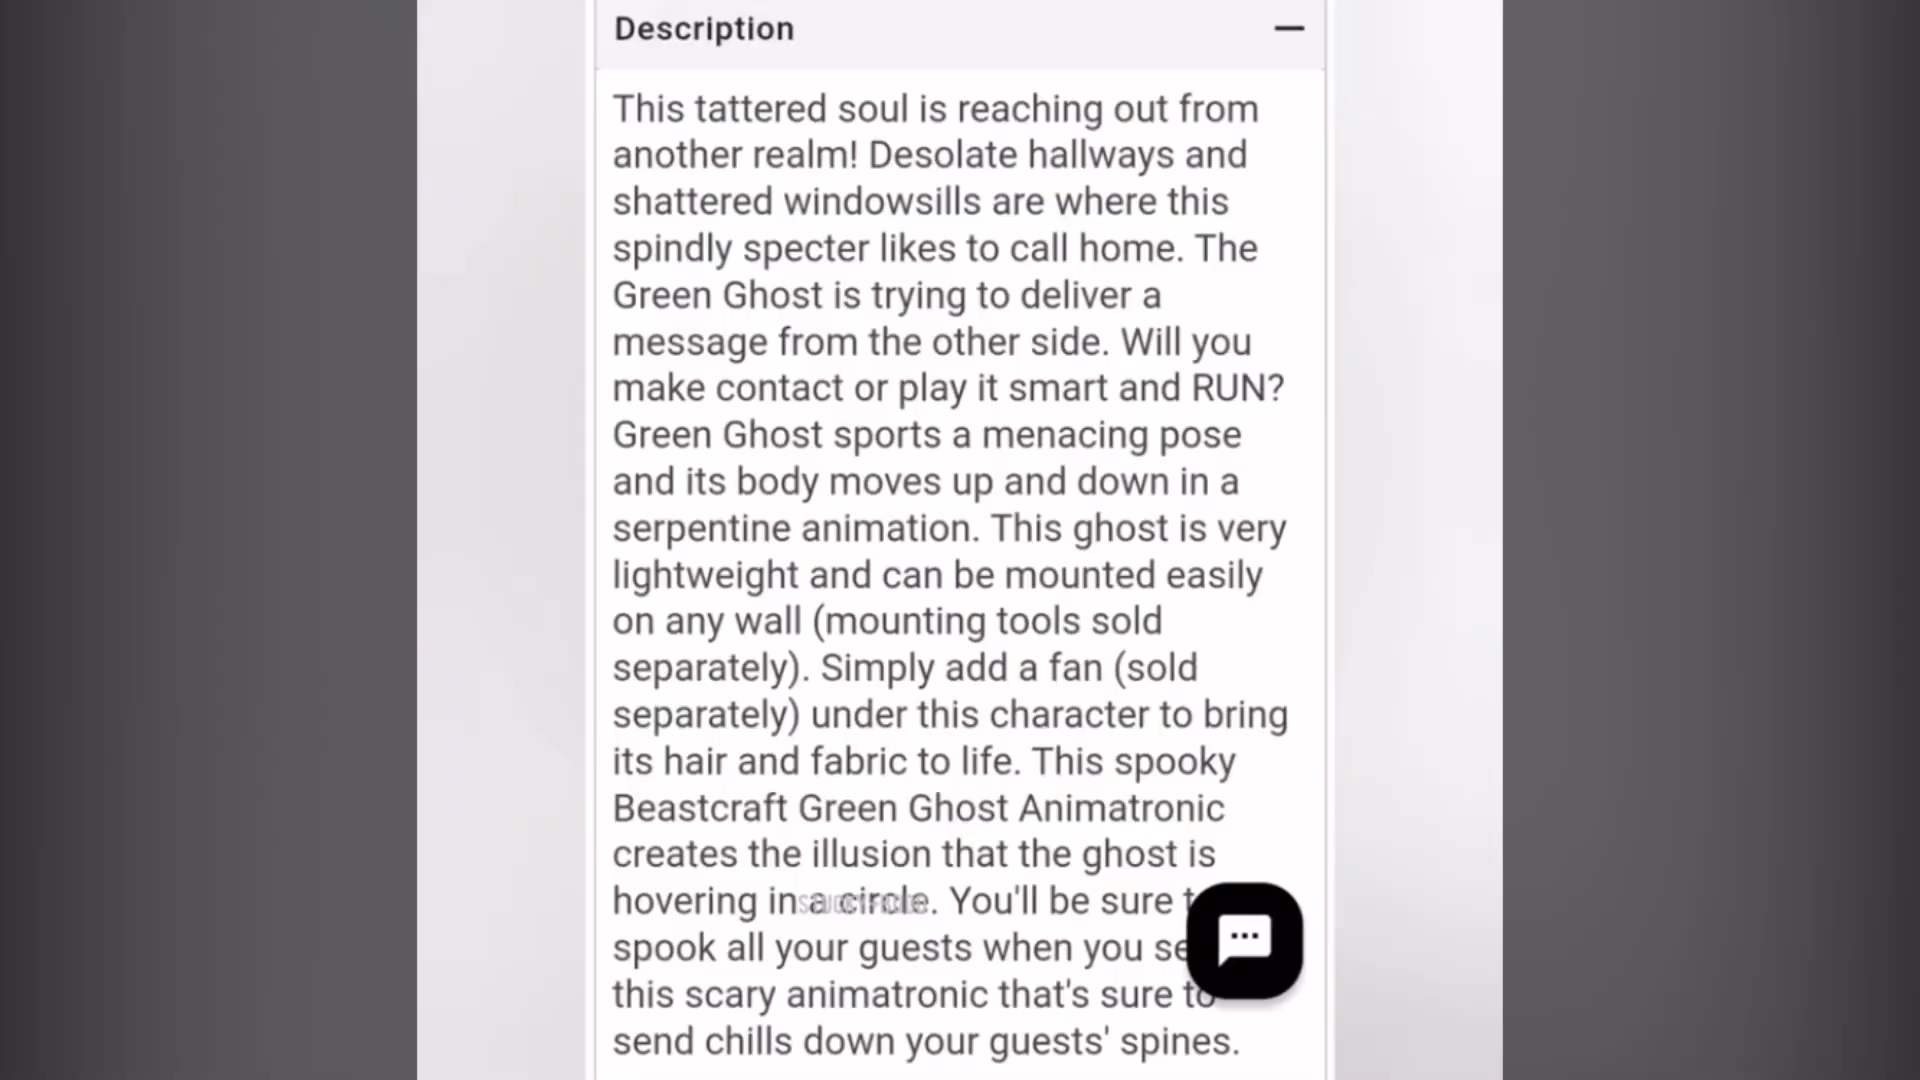 Description
This tattered soul is reaching out from
another realm! Desolate hallways and
shattered windowsills are where this
spindly specter likes to call home. The
Green Ghost is trying to deliver a
message from the other side. Will you
make contact or play it smart and RUN?
Green Ghost sports a menacing pose
and its body moves up and down in a
serpentine animation. This ghost is very
lightweight and can be mounted easily
on any wall (mounting tools sold
separately). Simply add a fan (sold
separately) under this character to bring
its hair and fabric to life. This spooky
Beastcraft Green Ghost Animatronic
creates the illusion that the ghost is
hovering in a circle. You'll be sure
spook all your guests when you
this scary animatronic that's sure to
send chills down your guests' spines.